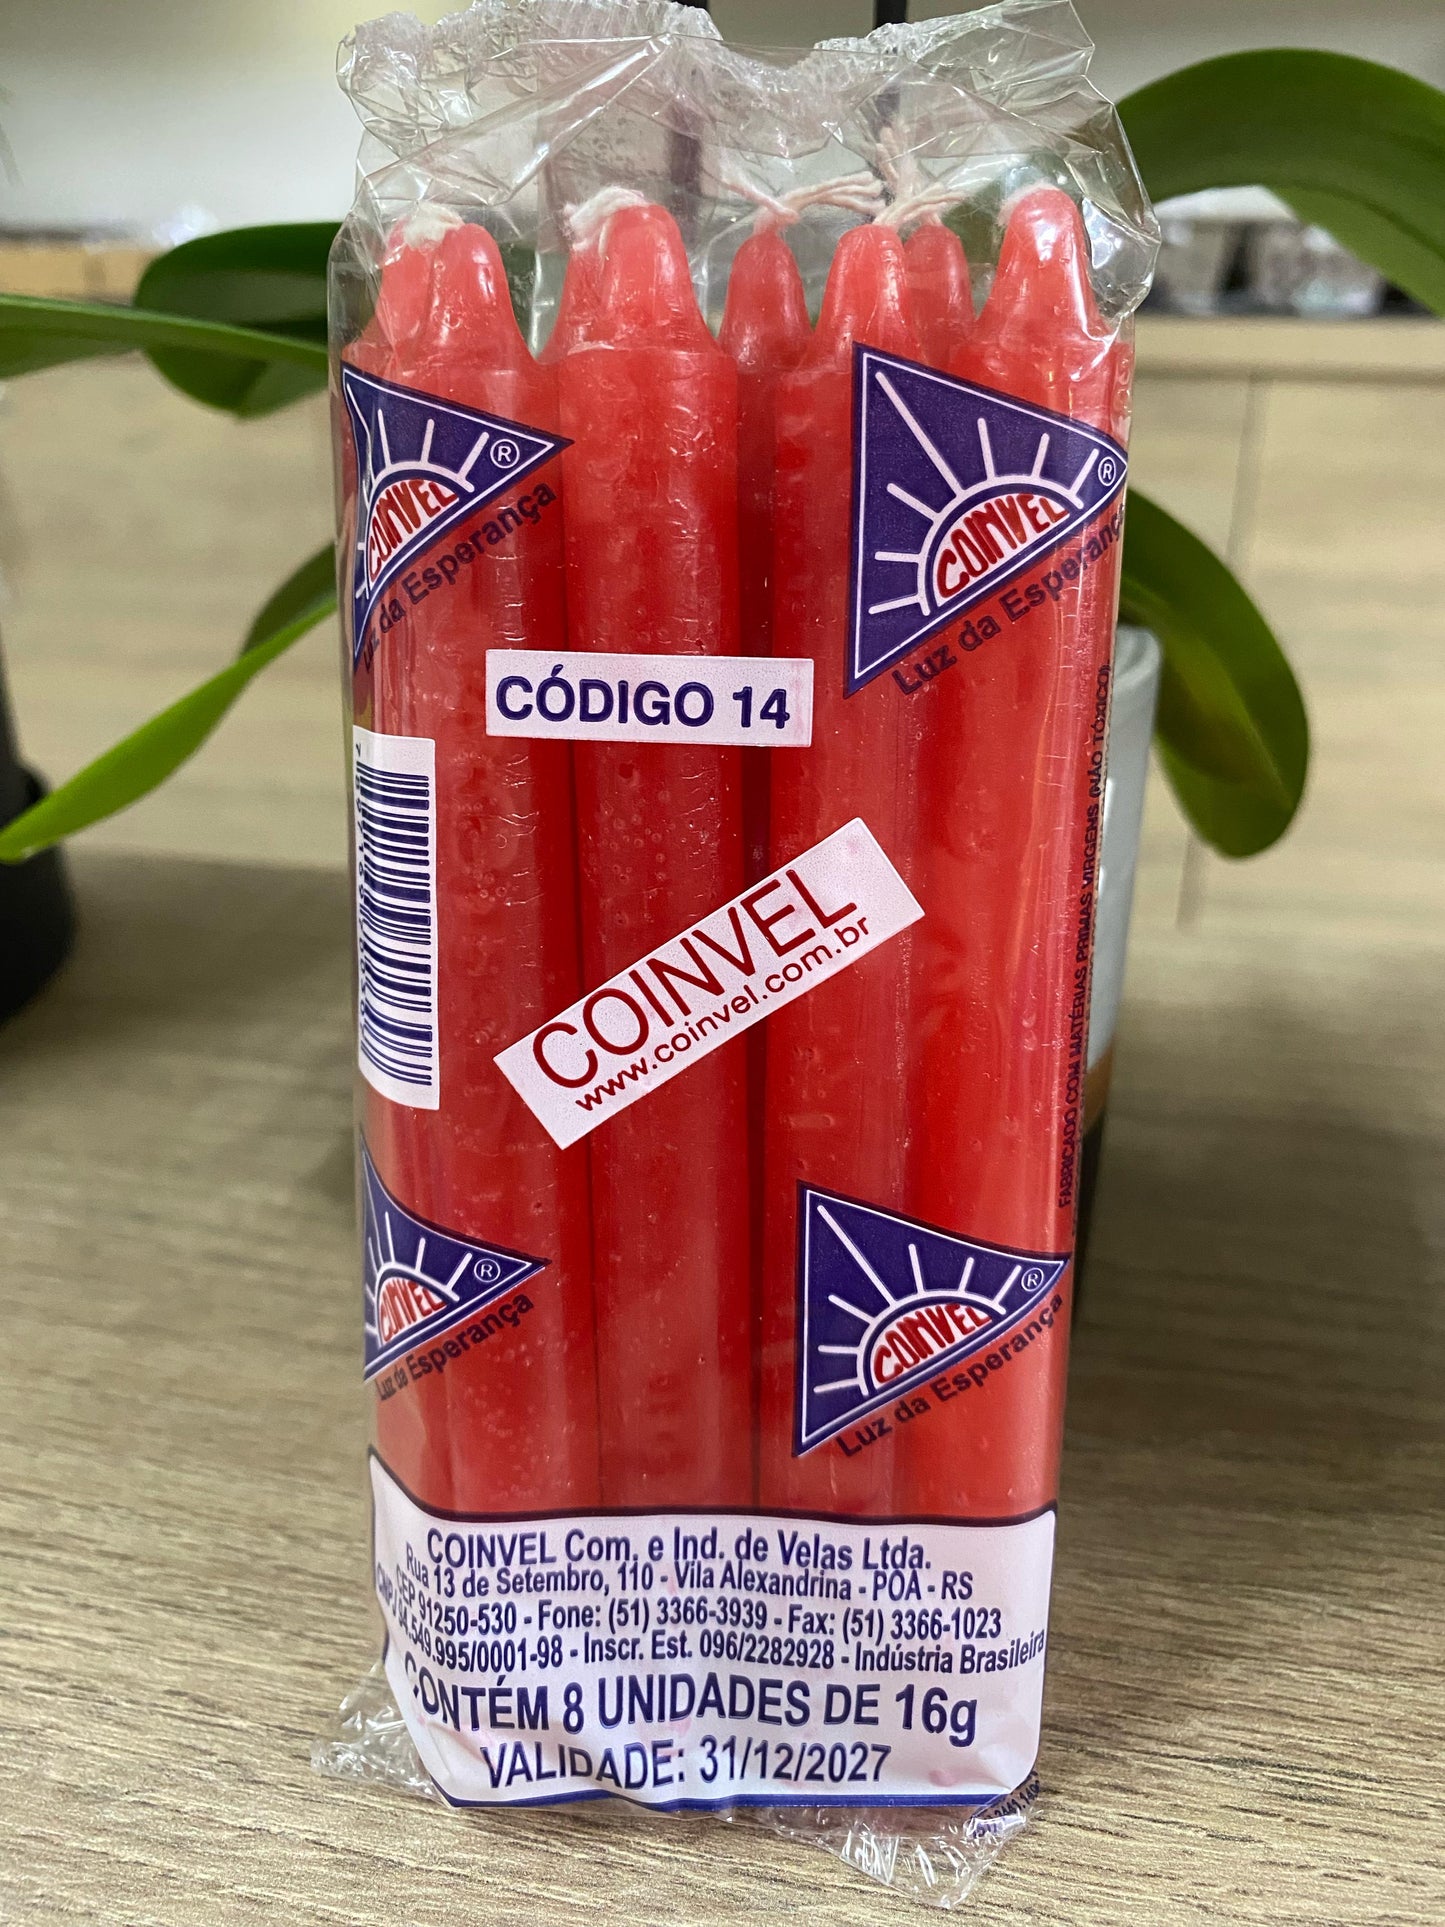 COINVEL ®
Luz da Esperança
COINVEL ®
Luz da Esperança
CÓDIGO 14
COINVEL
www.coinvel.com.br
FABRICADO COM MATÉRIAS PRIMAS VIRGENS (NÃO TÓXICO)
COINVEL ®
Luz da Esperança
COINVEL ®
Luz da Esperança
COINVEL Com. e Ind. de Velas Ltda.
Rua 13 de Setembro, 110 - Vila Alexandrina - POA - RS
CEP 91250-530 - Fone: (51) 3366-3939 - Fax: (51) 3366-1023
CNPJ 94.549.995/0001-98 - Inscr. Est. 096/2282928 - Indústria Brasileira
CONTÉM 8 UNIDADES DE 16g
VALIDADE: 31/12/2027